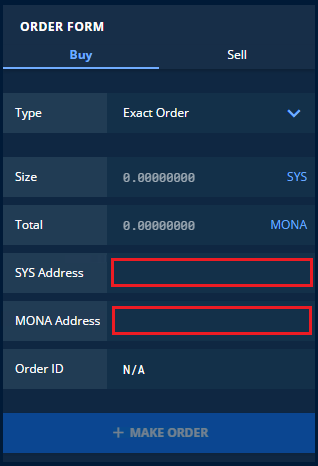 ORDER FORM
Buy Sell
Type Exact Order
Size 0.00000000 SYS
Total 0.00000000 MONA
SYS Address
MONA Address
Order ID N/A
+ MAKE ORDER